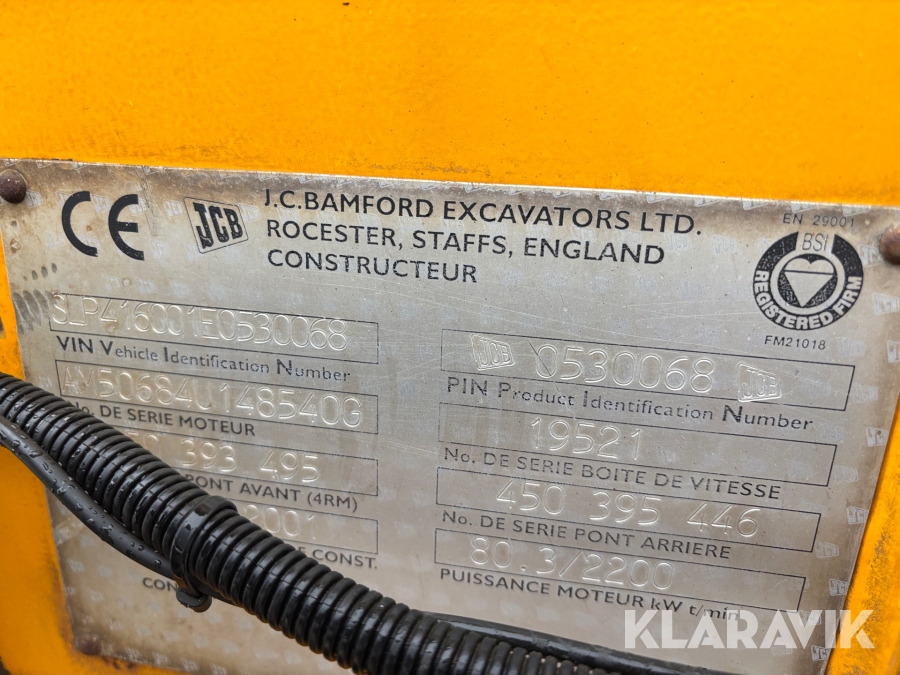 CE
JCB
J.C.BAMFORD EXCAVATORS LTD.
ROCESTER, STAFFS, ENGLAND
CONSTRUCTEUR
EN 29001
BSI
REGISTERED FIRM
FM21018
SLP416001E0530068
VIN Vehicle Identification Number
JCB 0530068 JCB
PIN Product Identification Number
AM50684U148540G
No. DE SERIE MOTEUR
19521
No. DE SERIE BOITE DE VITESSE
393 495
PONT AVANT (4RM)
450 395 446
No. DE SERIE PONT ARRIERE
2001
CONST.
80.3/2200
PUISSANCE MOTEUR kW t/min
KLARAVIK